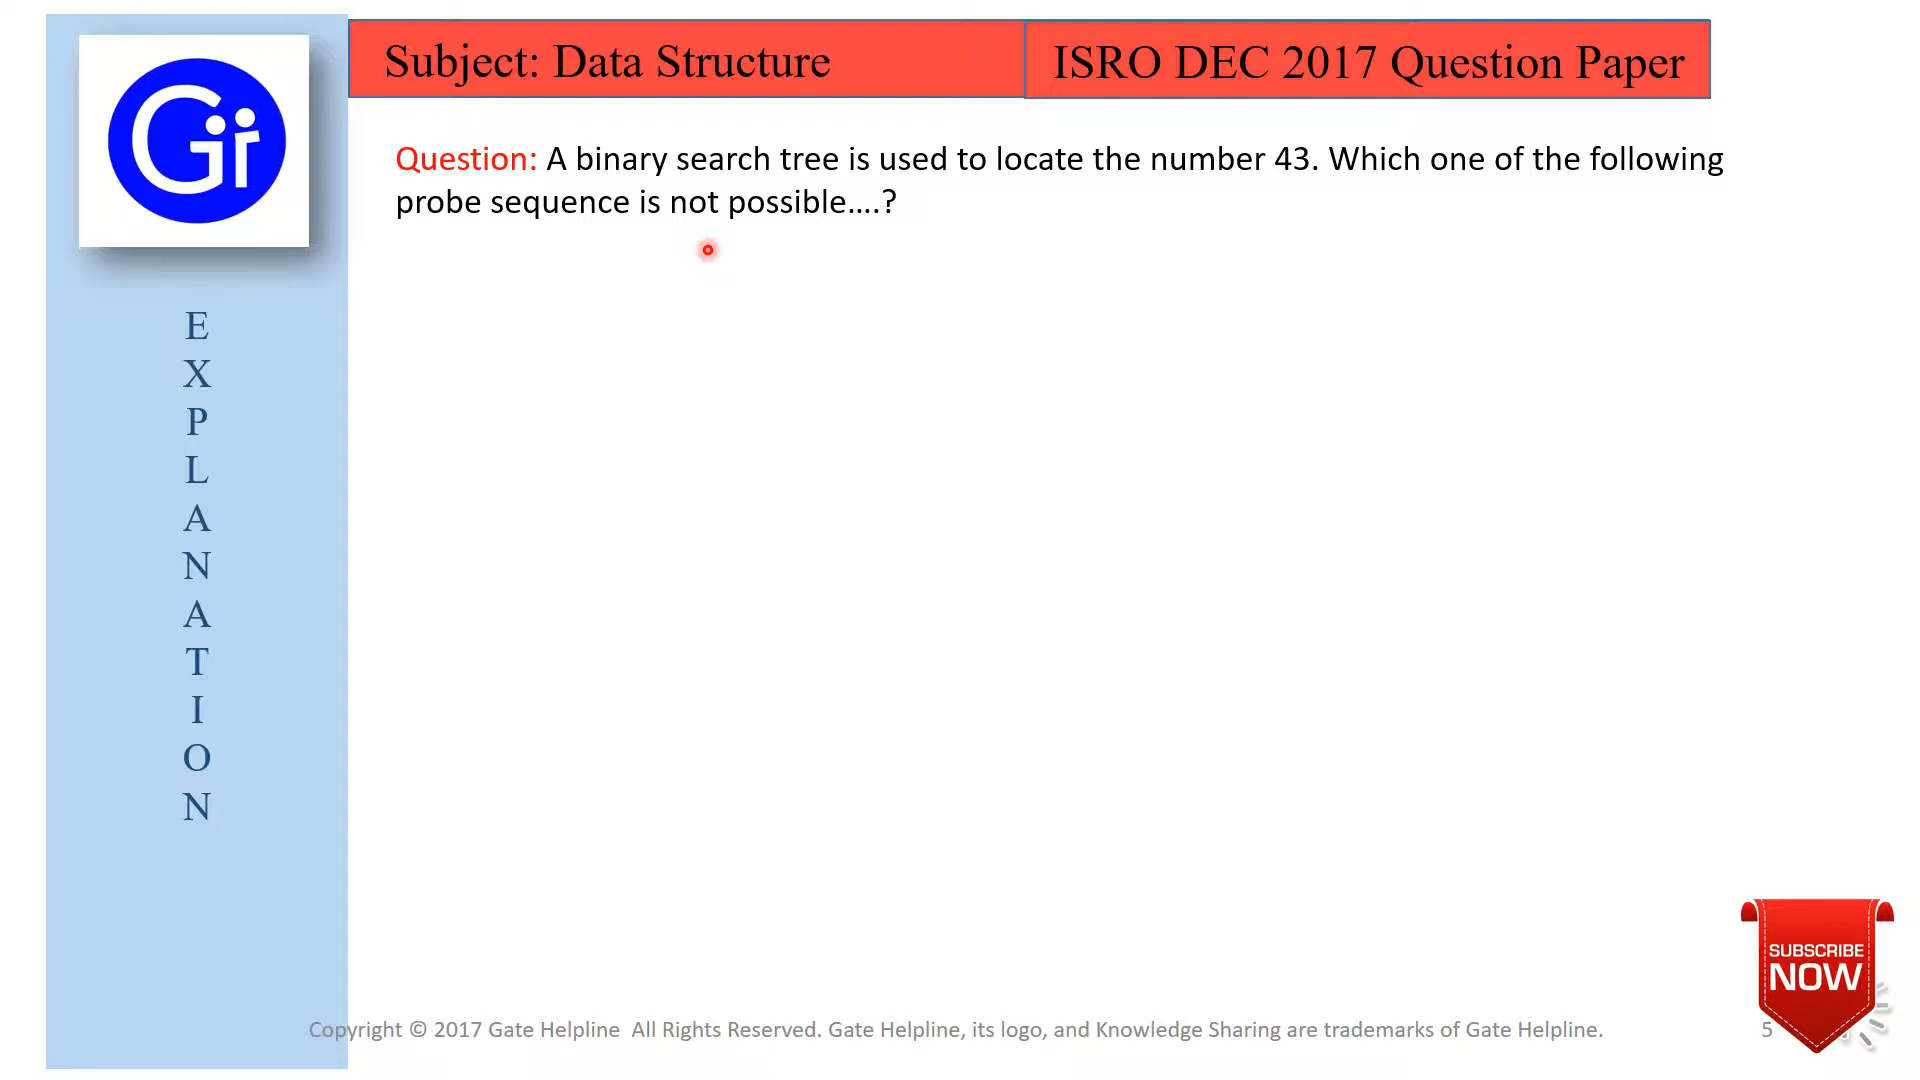 Gi
Subject: Data Structure
ISRO DEC 2017 Question Paper
Question: A binary search tree is used to locate the number 43. Which one of the following
probe sequence is not possible....?
E
X
P
L
A
N
A
T
I
O
N
SUBSCRIBE
NOW
Copyright © 2017 Gate Helpline All Rights Reserved. Gate Helpline, its logo, and Knowledge Sharing are trademarks of Gate Helpline.
5